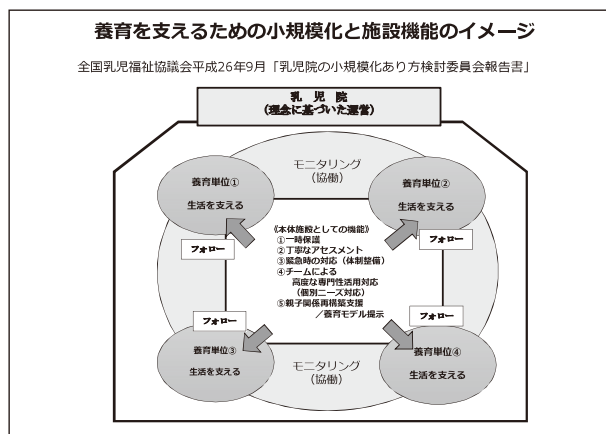 養育を支えるための小規模化と施設機能のイメージ
全国乳児福祉協議会平成26年9月「乳児院の小規模化あり方検討委員会報告書」
乳 児 院
(理念に基づいた運営)
モニタリング
(協働)
養育単位①
生活を支える
養育単位②
生活を支える
フォロー
フォロー
《本体施設としての機能》
①一時保護
②丁寧なアセスメント
③緊急時の対応（体制整備）
④チームによる
高度な専門性活用対応
（個別ニーズ対応）
⑤親子関係再構築支援
／養育モデル提示
フォロー
フォロー
養育単位③
生活を支える
養育単位④
生活を支える
モニタリング
(協働)